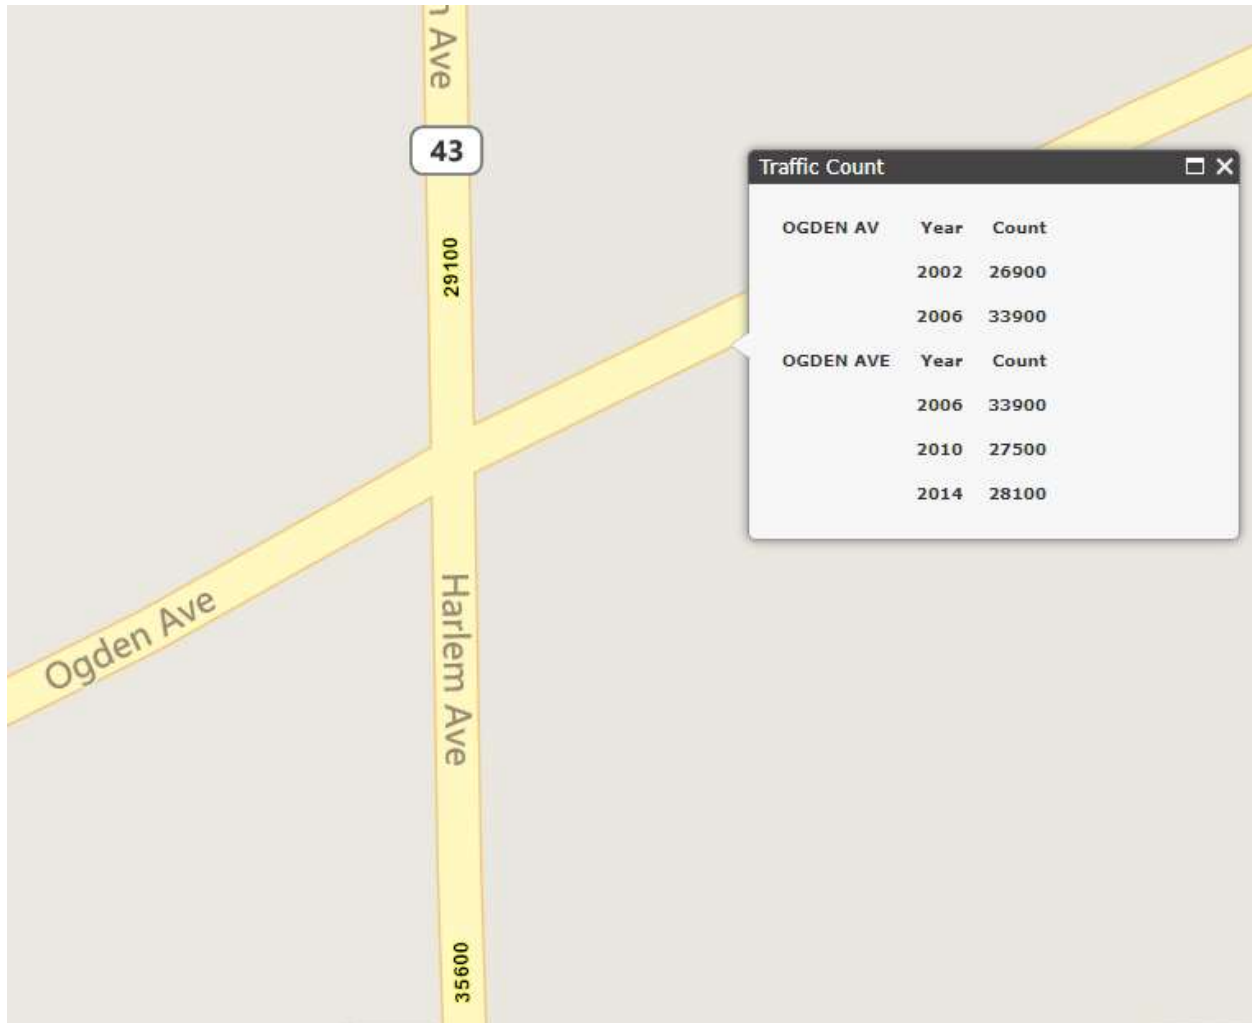 n Ave
43
29100
Traffic Count
OGDEN AV Year Count
2002 26900
2006 33900
OGDEN AVE Year Count
2006 33900
2010 27500
2014 28100
Ogden Ave
Harlem Ave
35600